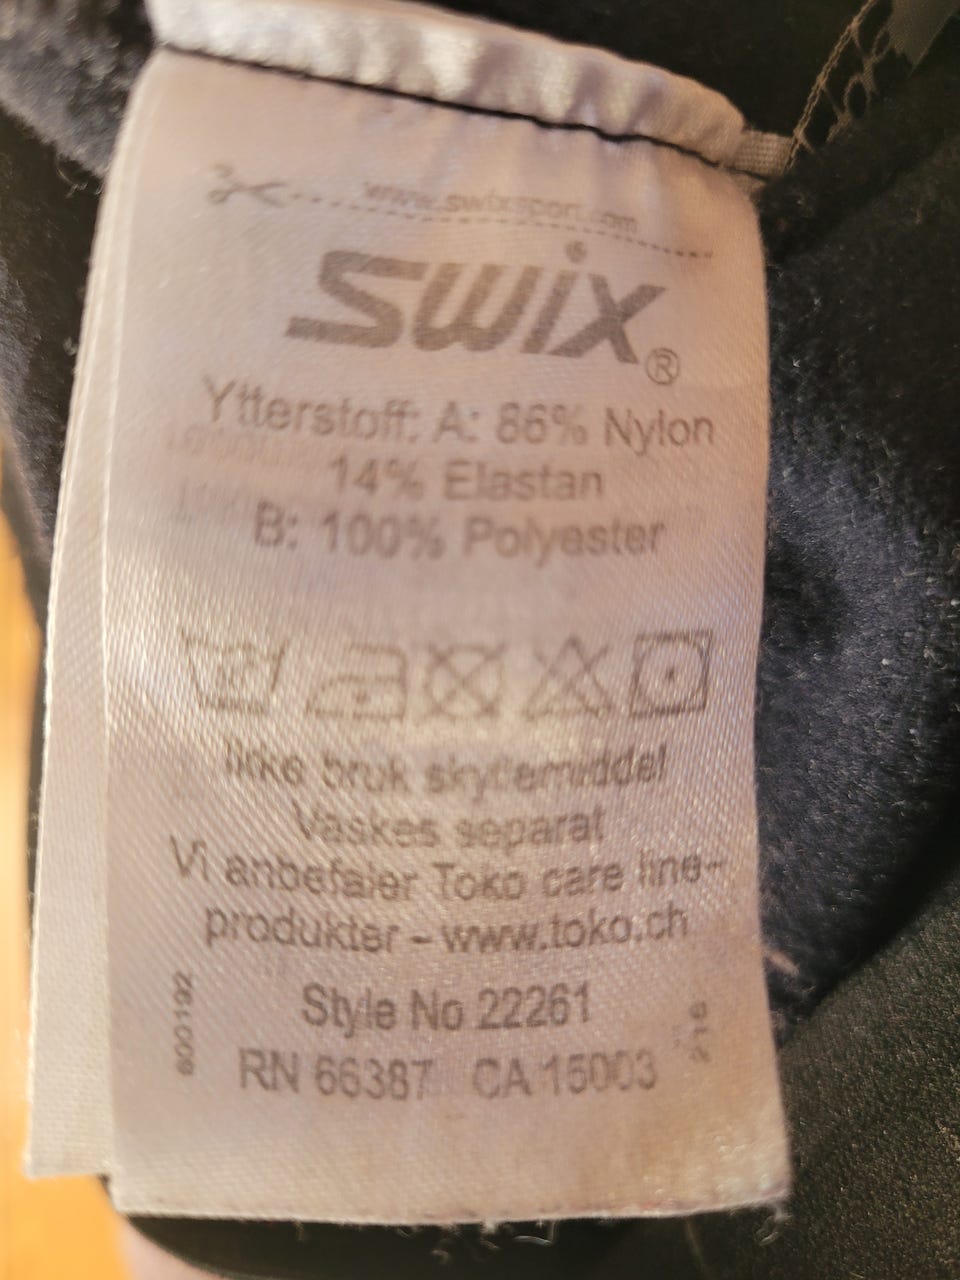 www.swixsport.com
swix®
Ytterstoff: A: 86% Nylon
14% Elastan
B: 100% Polyester
Ikke bruk skyllemiddel
Vaskes separat
Vi anbefaler Toko care line-
produkter - www.toko.ch
Style No 22261
RN 66387 CA 15003
600192